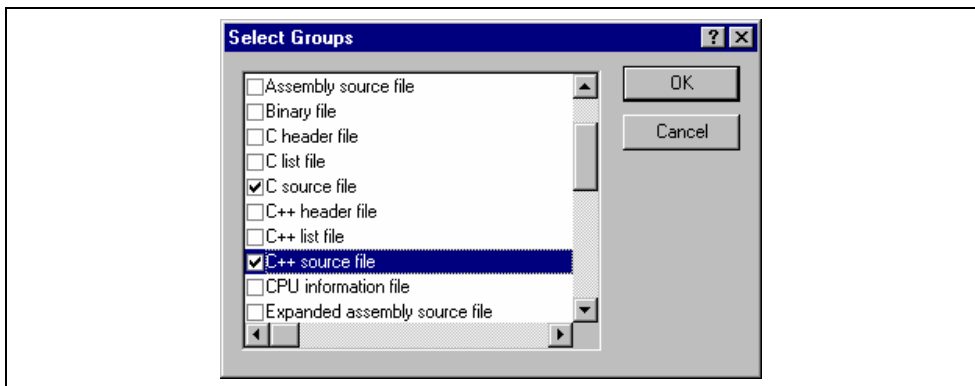 Select Groups
Assembly source file
Binary file
C header file
C list file
C source file
C++ header file
C++ list file
C++ source file
CPU information file
Expanded assembly source file
OK
Cancel